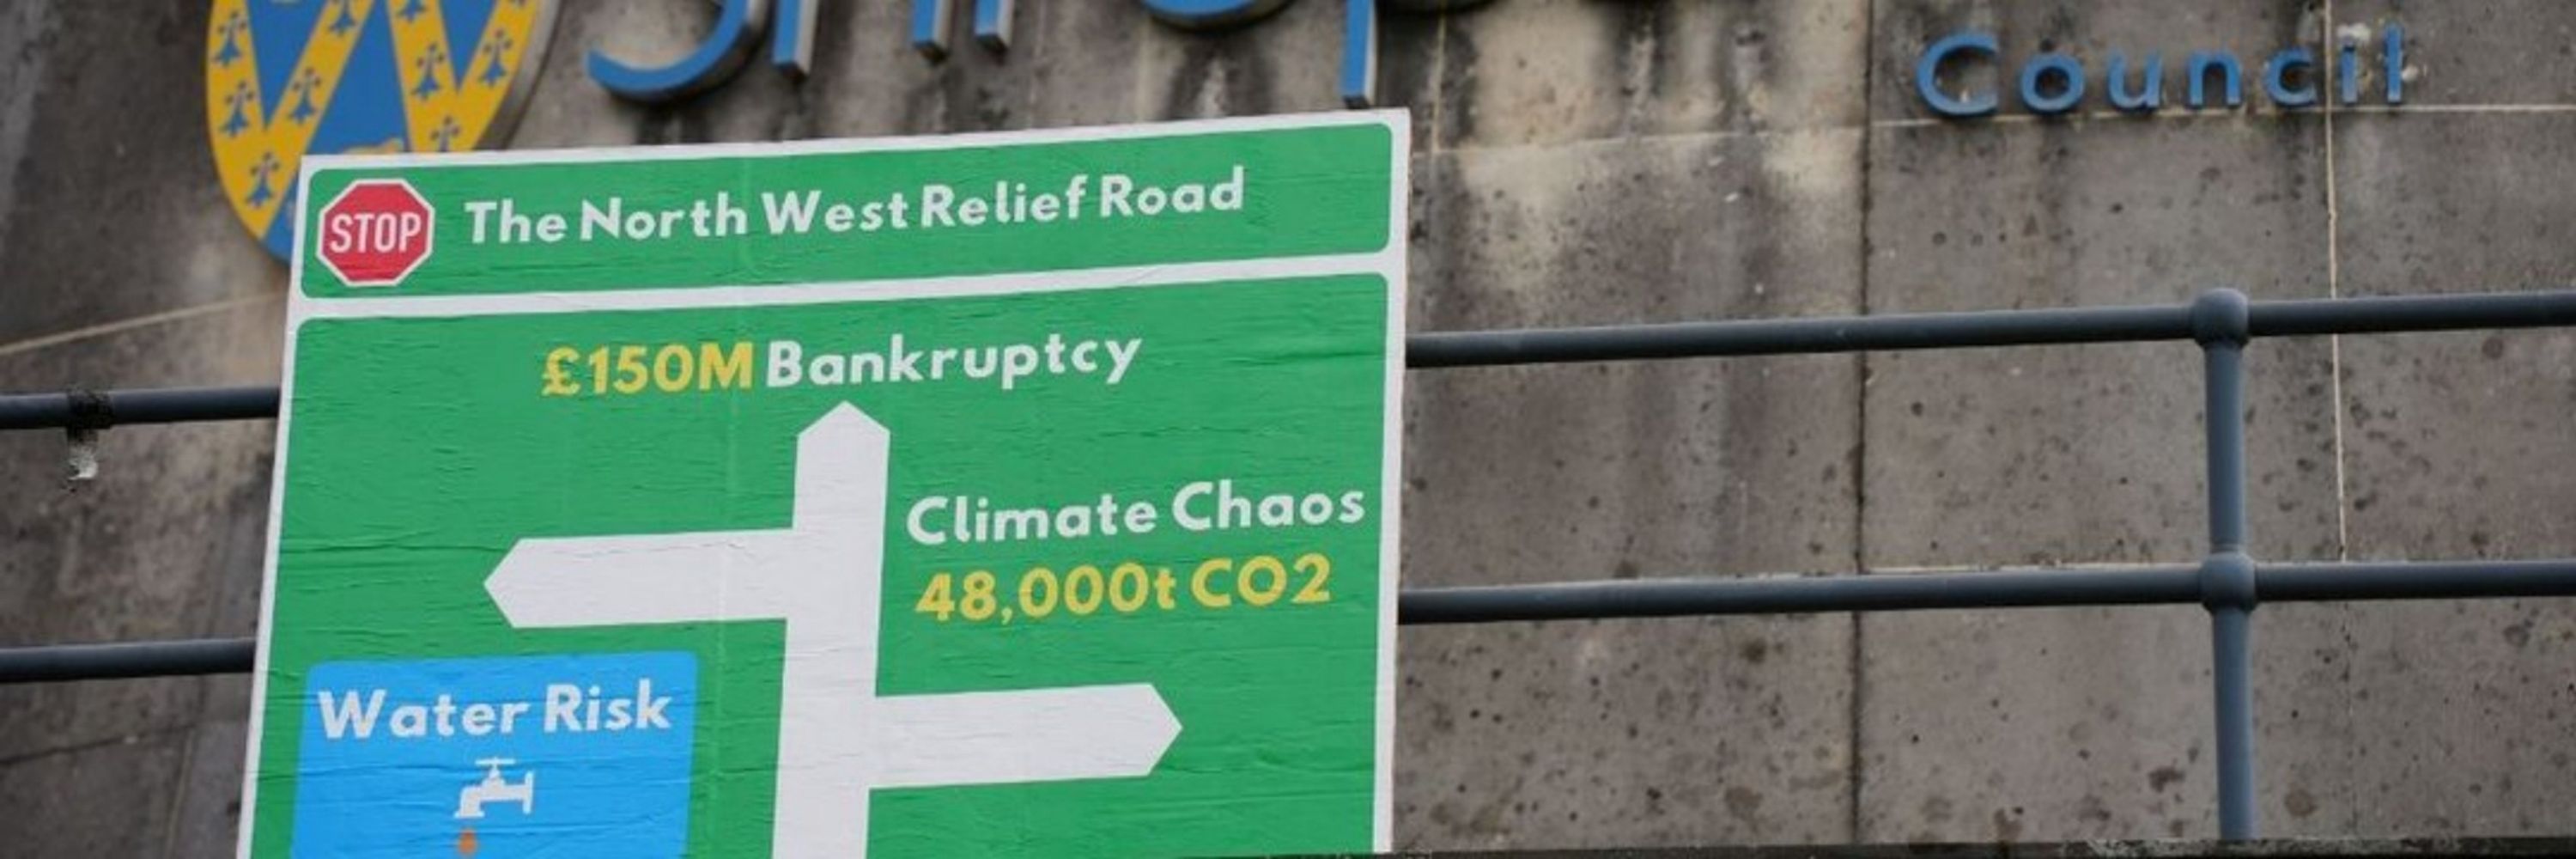 Council
STOP The North West Relief Road
£150M Bankruptcy
Climate Chaos
48,000t CO2
Water Risk